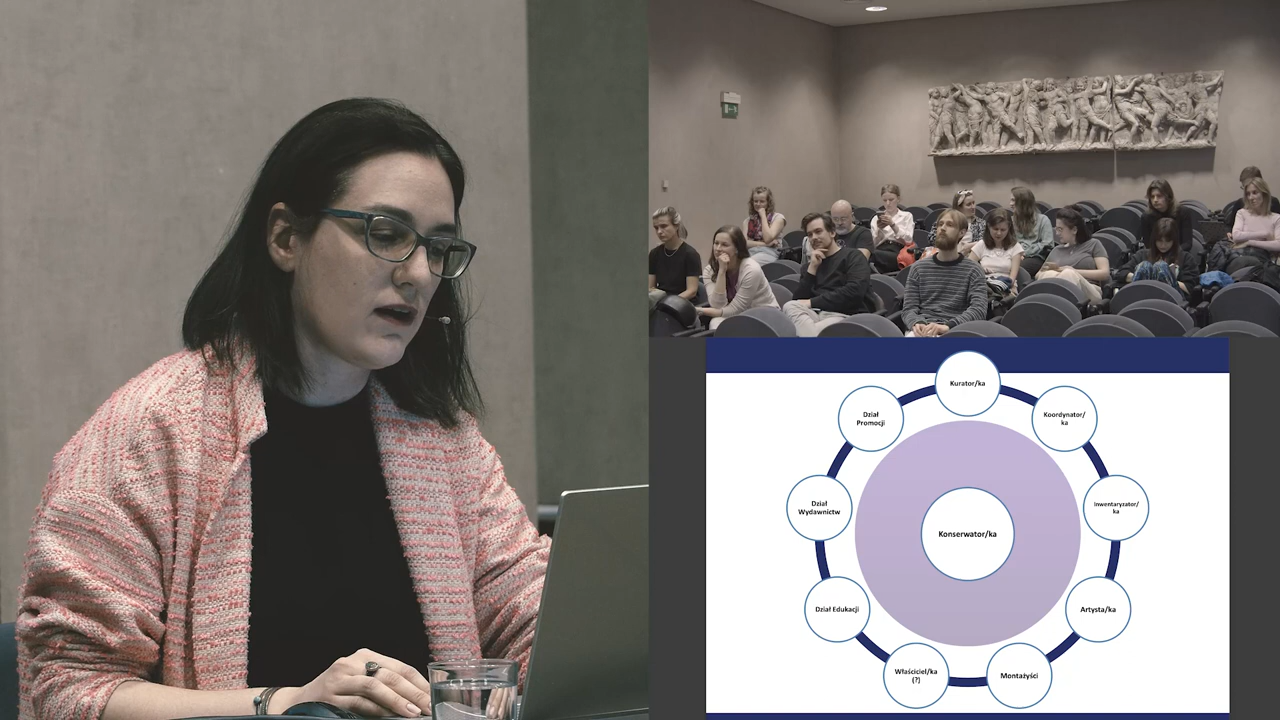 Kurator/ka
Dział
Promocji
Koordynator/
ka
Dział
Wydawnictw
Inwentaryzator/
ka
Konserwator/ka
Dział Edukacji
Artysta/ka
Właściciel/ka
(?)
Montażyści